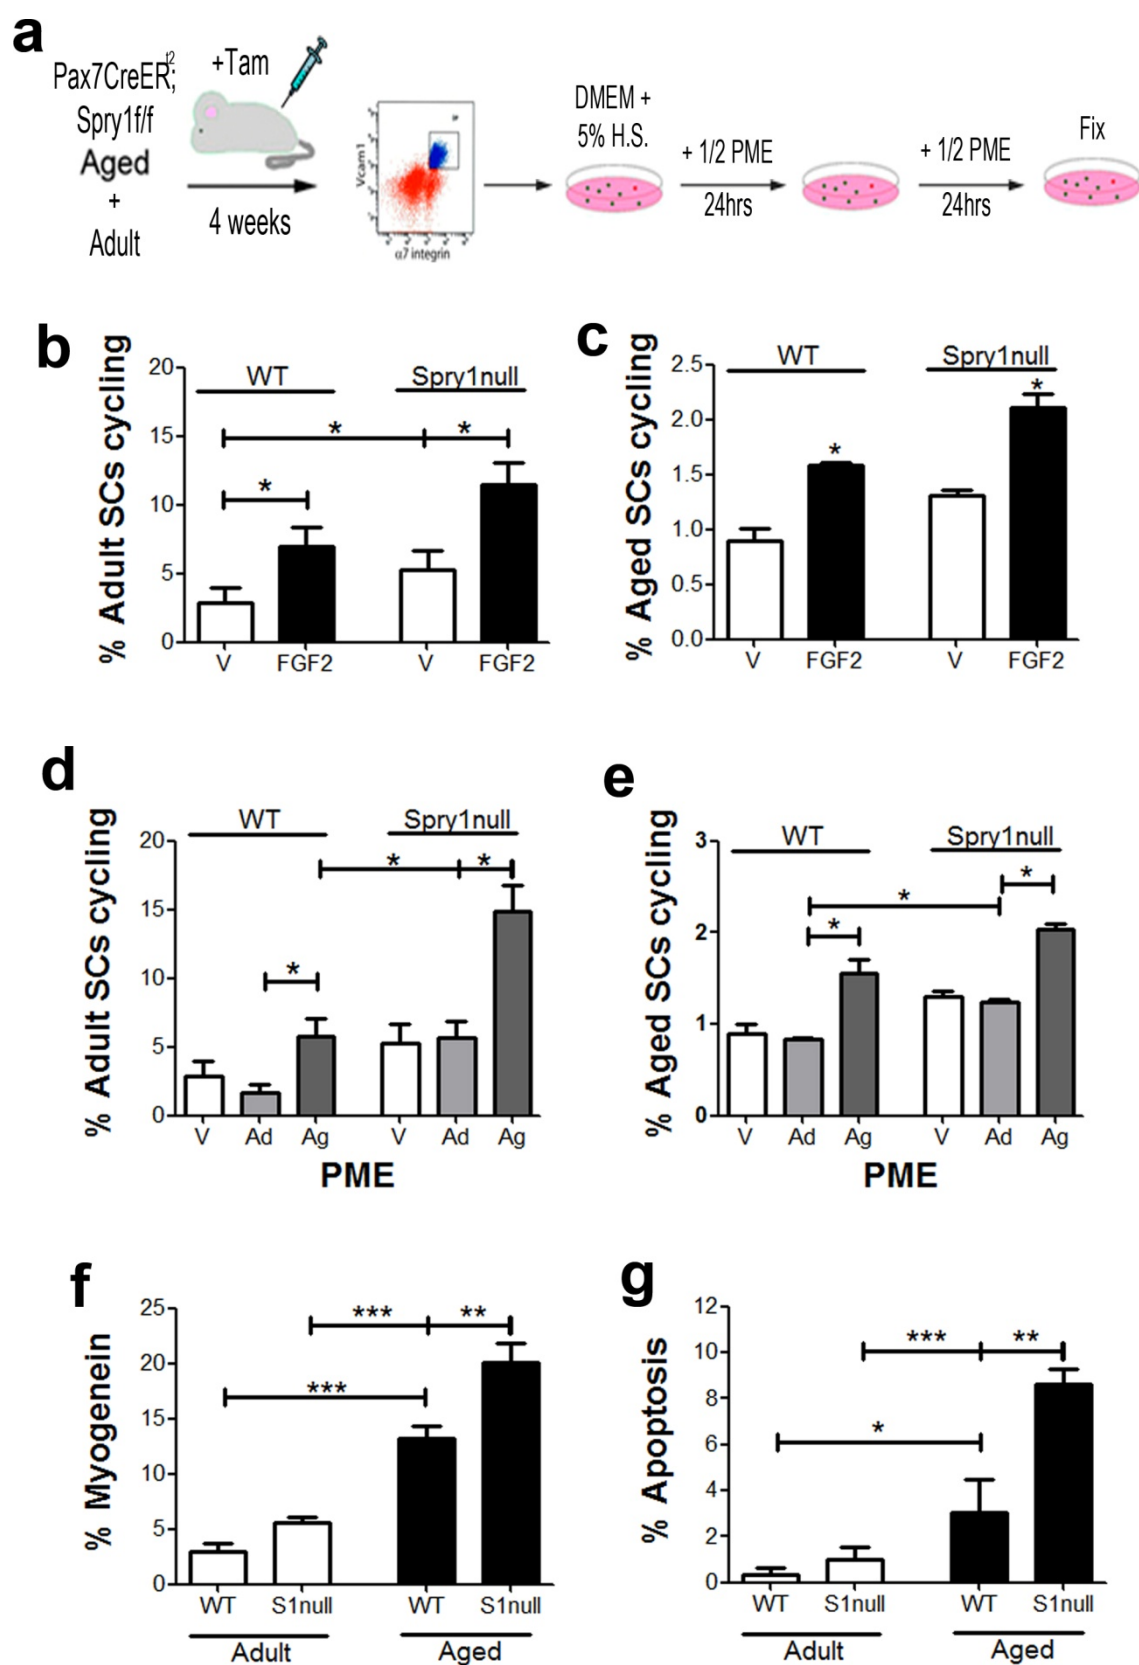 a
Pax7CreERt2;
Spry1f/f
Aged
+
Adult
+Tam
4 weeks
Vcam1
α7 integrin
DMEM +
5% H.S.
+ 1/2 PME
24hrs
+ 1/2 PME
24hrs
Fix
b
% Adult SCs cycling
20
15
10
5
0
WT
Spry1null
*
*
*
V
FGF2
V
FGF2
c
% Aged SCs cycling
2.5
2.0
1.5
1.0
0.5
0.0
WT
Spry1null
*
*
V
FGF2
V
FGF2
d
% Adult SCs cycling
20
15
10
5
0
WT
Spry1null
*
*
*
V
Ad
Ag
V
Ad
Ag
PME
e
% Aged SCs cycling
3
2
1
0
WT
Spry1null
*
*
*
V
Ad
Ag
V
Ad
Ag
PME
f
% Myogenein
25
20
15
10
5
0
***
**
***
WT
S1null
WT
S1null
Adult
Aged
g
% Apoptosis
12
10
8
6
4
2
0
***
**
*
WT
S1null
WT
S1null
Adult
Aged